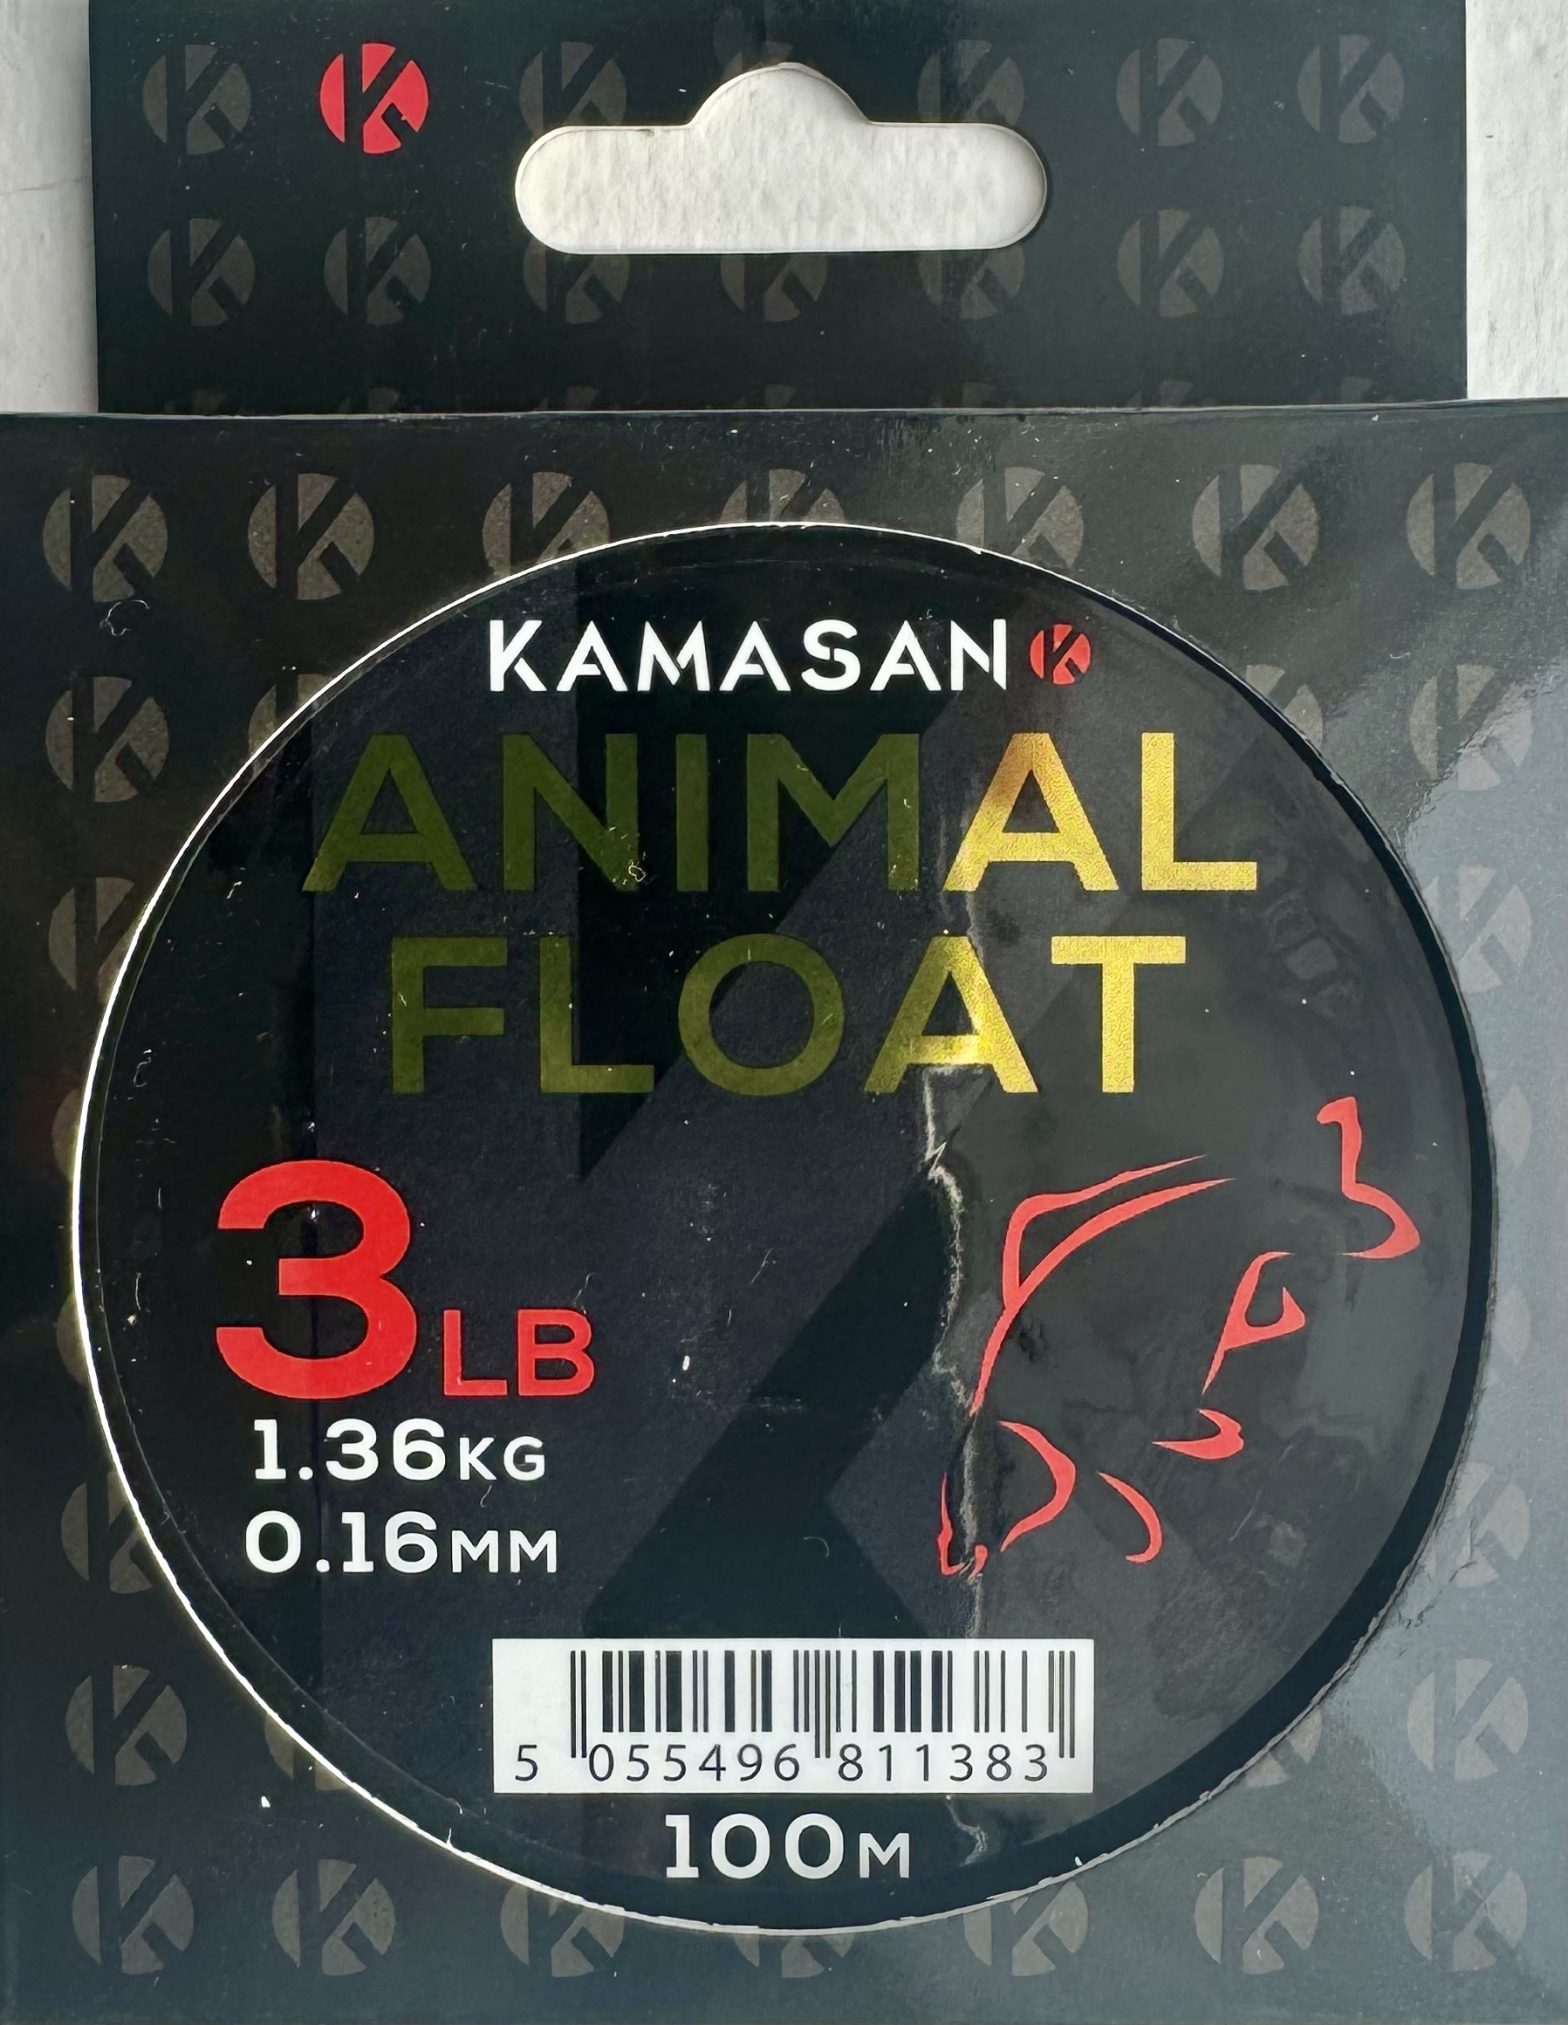 KAMASAN
ANIMAL
FLOAT
3LB
1.36KG
0.16MM
5 055496 811383
100M